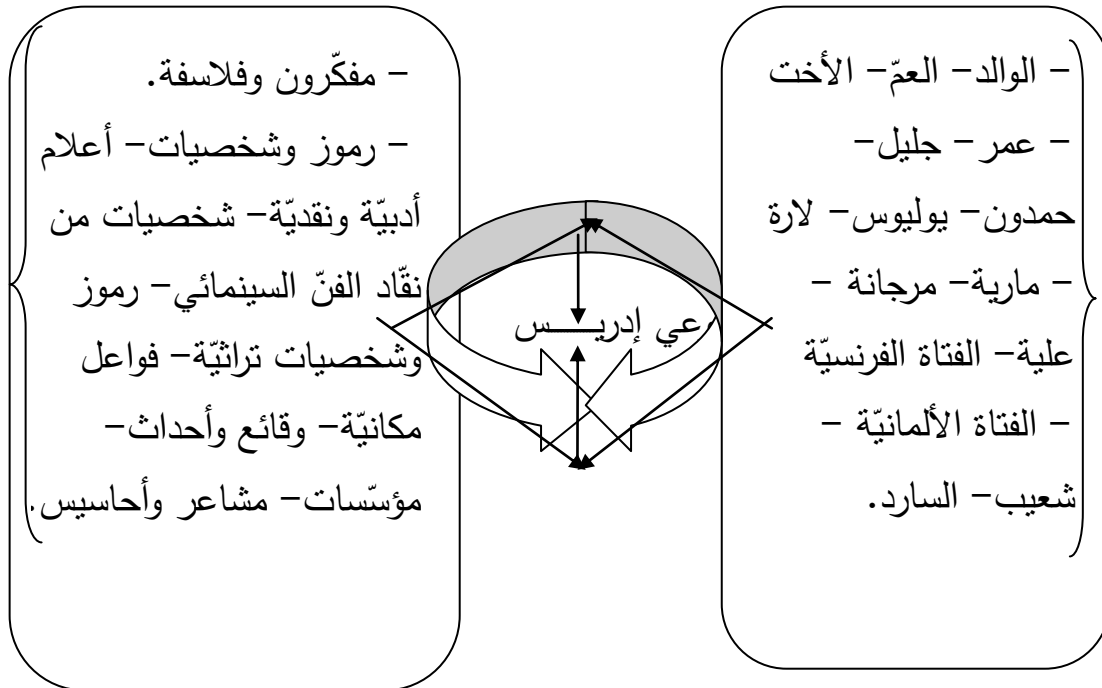 – الوالد– العمّ– الأخت
– عمر – جليل–
حمدون– يوليوس– لارة
– مارية– مرجانة –
علية– الفتاة الفرنسيّة
– الفتاة الألمانيّة –
شعيب– السارد.
عي إدريـــس
– مفكّرون وفلاسفة.
– رموز وشخصيات– أعلام
أدبيّة ونقديّة– شخصيات من
نقّاد الفنّ السينمائي– رموز
وشخصيات تراثيّة– فواعل
مكانيّة– وقائع وأحداث–
مؤسّسات– مشاعر وأحاسيس.